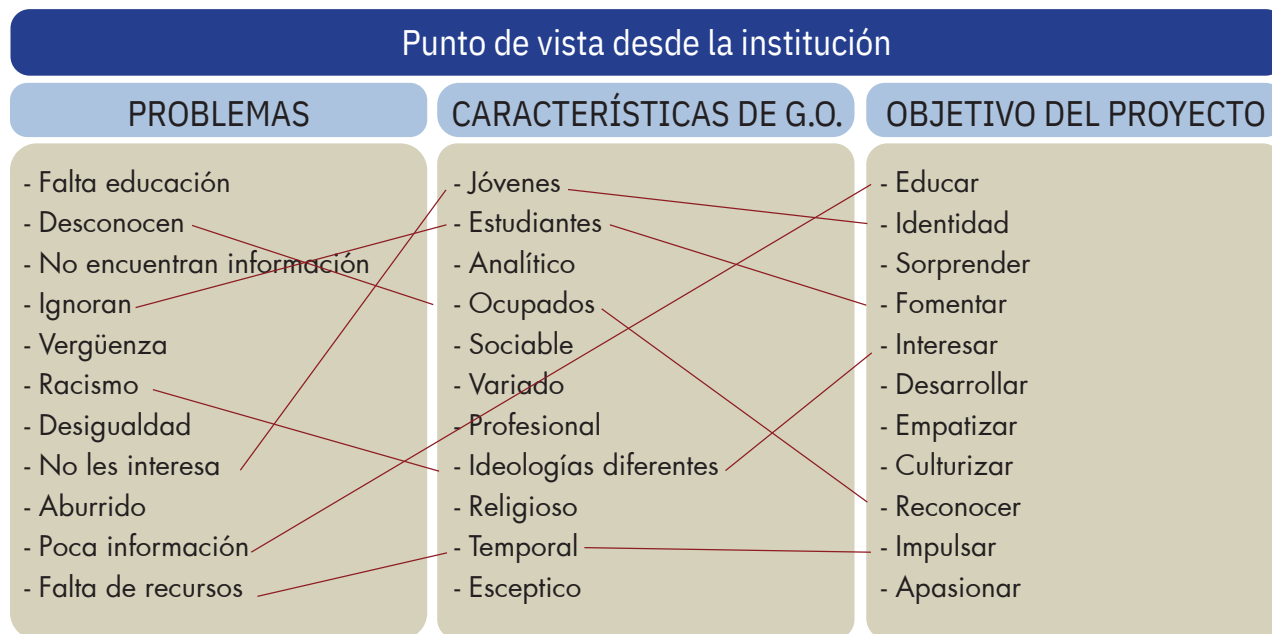 Punto de vista desde la institución
PROBLEMAS
- Falta educación
- Desconocen
- No encuentran información
- Ignoran
- Vergüenza
- Racismo
- Desigualdad
- No les interesa
- Aburrido
- Poca información
- Falta de recursos
CARACTERÍSTICAS DE G.O.
- Jóvenes
- Estudiantes
- Analítico
- Ocupados
- Sociable
- Variado
- Profesional
- Ideologías diferentes
- Religioso
- Temporal
- Esceptico
OBJETIVO DEL PROYECTO
- Educar
- Identidad
- Sorprender
- Fomentar
- Interesar
- Desarrollar
- Empatizar
- Culturizar
- Reconocer
- Impulsar
- Apasionar